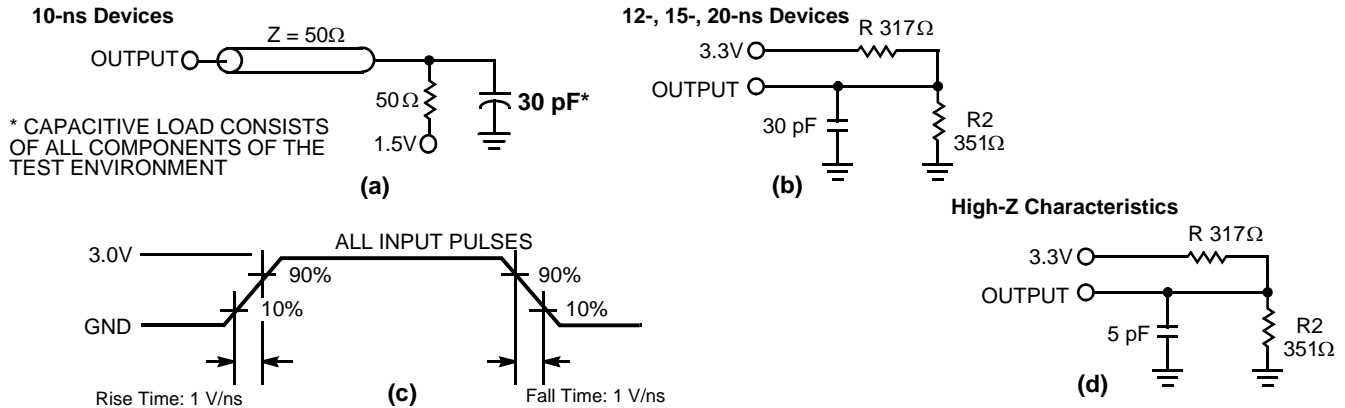 10-ns Devices
Z = 50Ω
OUTPUT
50Ω
30 pF*
1.5V
* CAPACITIVE LOAD CONSISTS
OF ALL COMPONENTS OF THE
TEST ENVIRONMENT
(a)
12-, 15-, 20-ns Devices
R 317Ω
3.3V
OUTPUT
30 pF
R2
351Ω
(b)
High-Z Characteristics
R 317Ω
3.3V
OUTPUT
5 pF
R2
351Ω
(d)
ALL INPUT PULSES
3.0V
90%
90%
10%
10%
GND
Rise Time: 1 V/ns
(c)
Fall Time: 1 V/ns